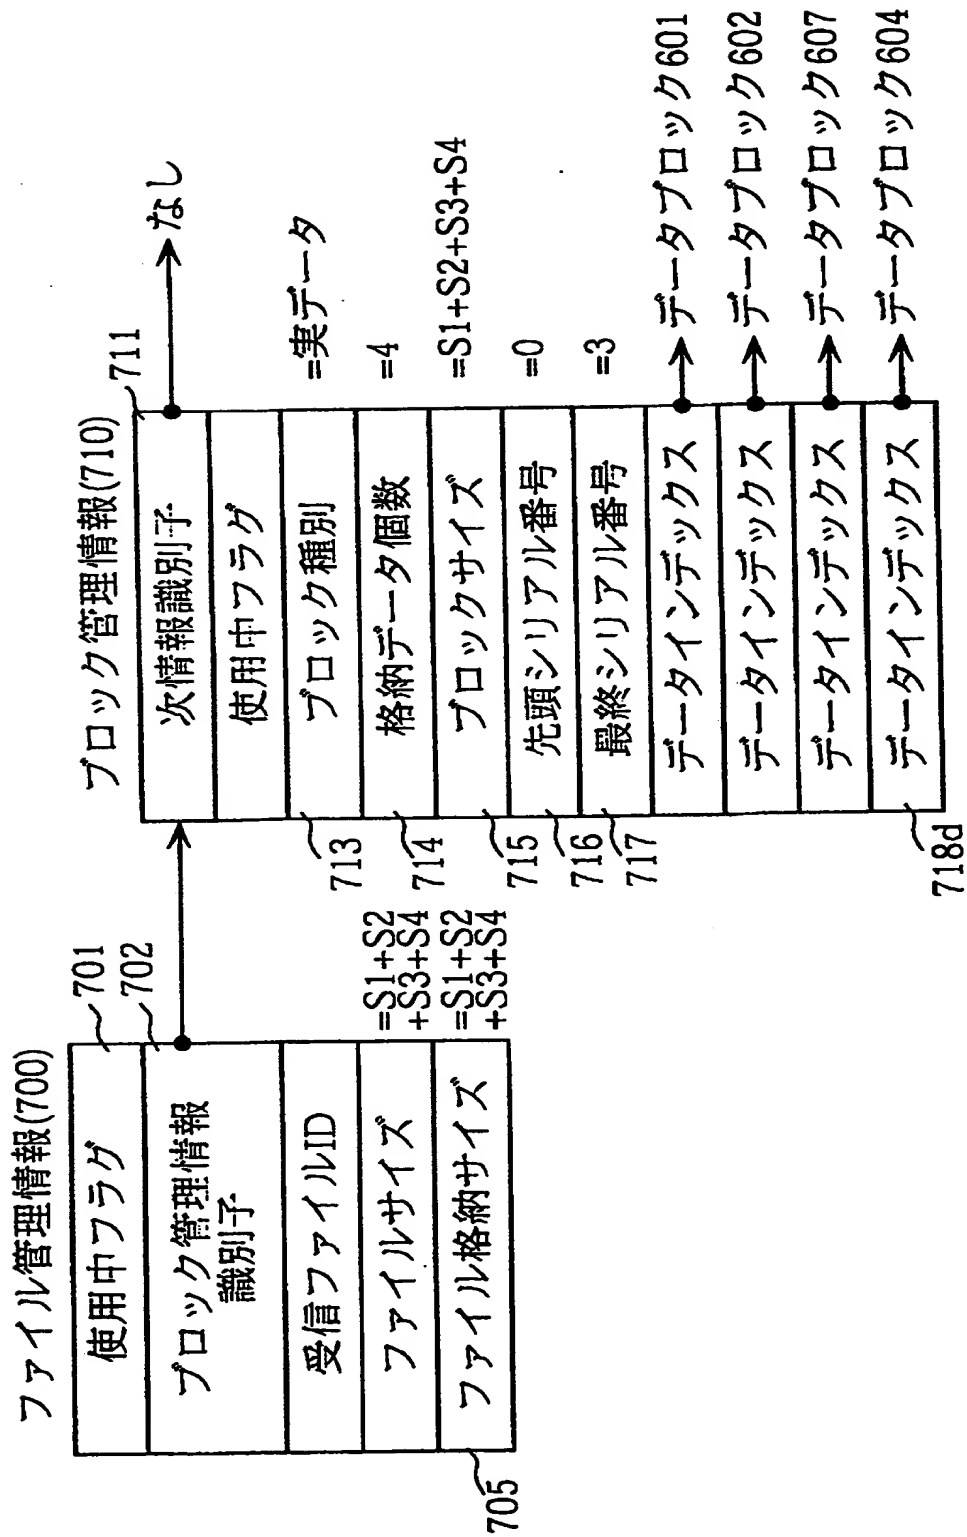 ファイル管理情報(700)
701
使用中フラグ
702
ブロック管理情報
識別子
受信ファイルID
ファイルサイズ
=S1+S2
+S3+S4
ファイル格納サイズ
=S1+S2
+S3+S4
705
ブロック管理情報(710)
711
次情報識別子
なし
使用中フラグ
ブロック種別
=実データ
713
格納データ個数
=4
714
ブロックサイズ
=S1+S2+S3+S4
715
先頭シリアル番号
=0
716
最終シリアル番号
=3
717
データインデックス
データブロック601
データインデックス
データブロック602
データインデックス
データブロック607
データインデックス
データブロック604
718d